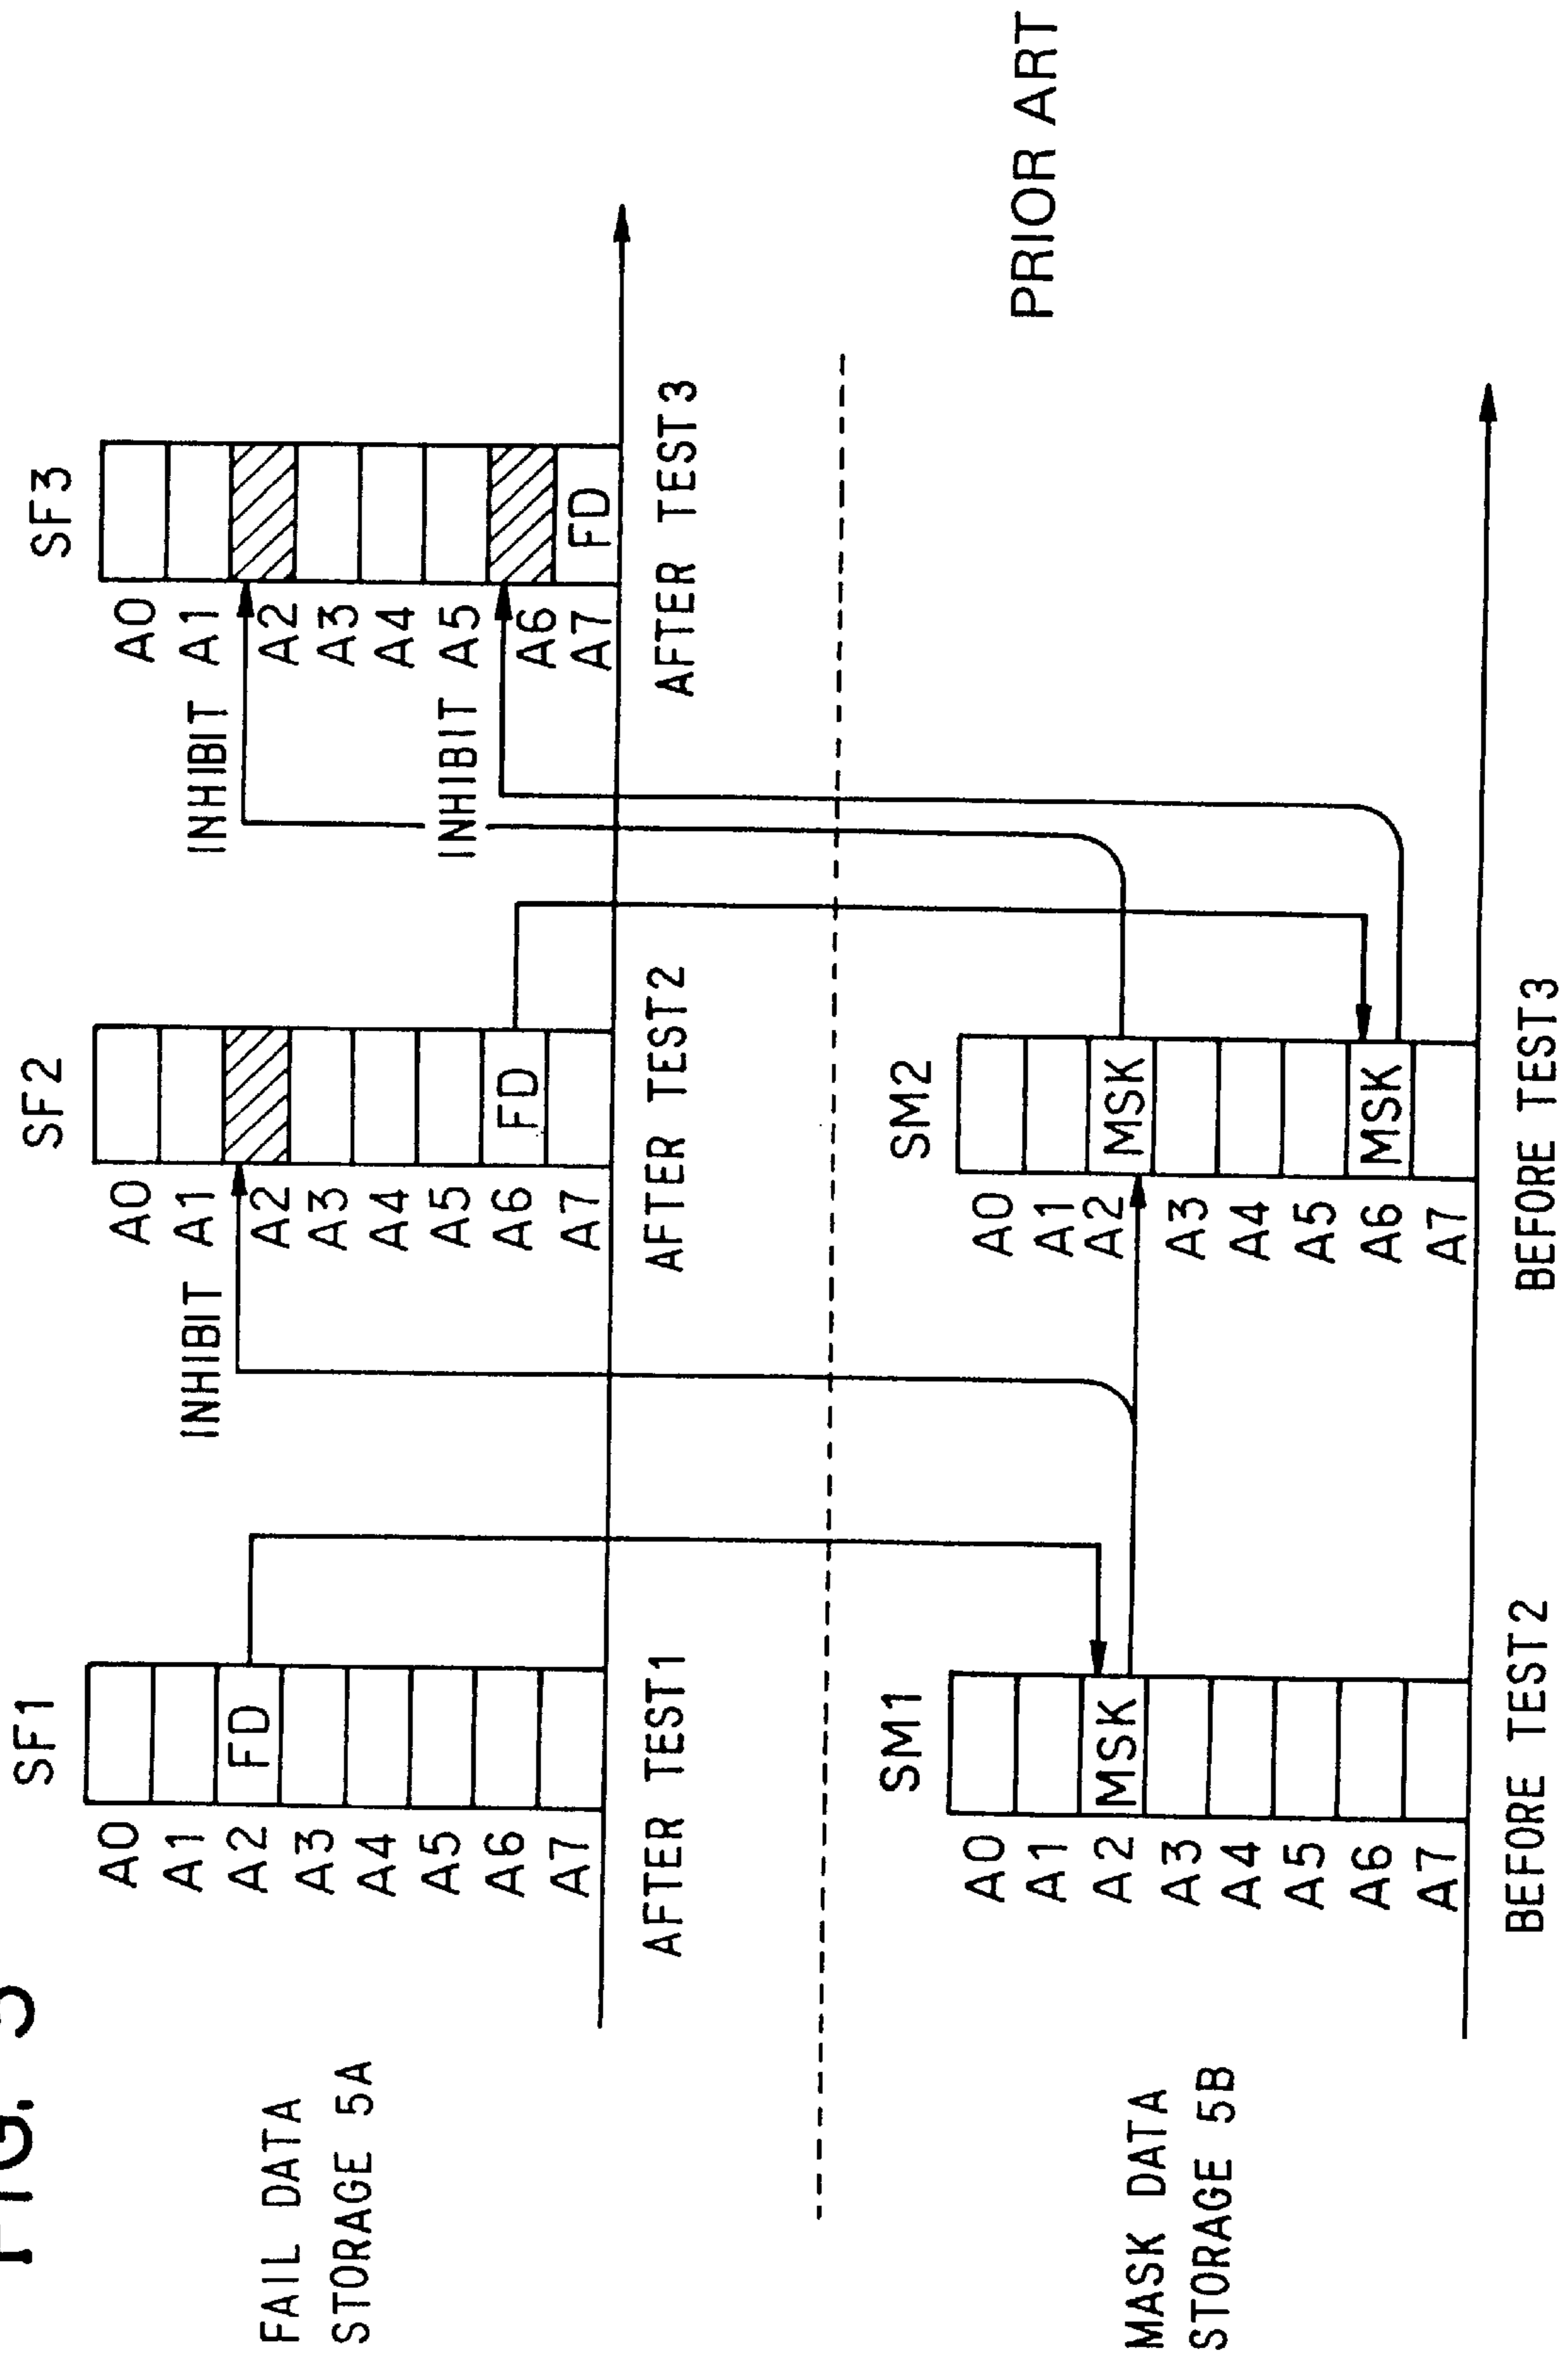 FIG.
SF1
SF2
SF3
FAIL DATA
STORAGE 5A
A0
A1
A2 FD
A3
A4
A5
A6
A7
AFTER TEST1
INHIBIT
A0
A1
A2
A3
A4
A5
A6 FD
A7
AFTER TEST2
INHIBIT
INHIBIT
A0
A1
A2
A3
A4
A5
A6
A7 FD
AFTER TEST3
MASK DATA
STORAGE 5B
SM1
A0
A1
A2 MSK
A3
A4
A5
A6
A7
BEFORE TEST2
SM2
A0
A1
A2 MSK
A3
A4
A5
A6 MSK
A7
BEFORE TEST3
PRIOR ART